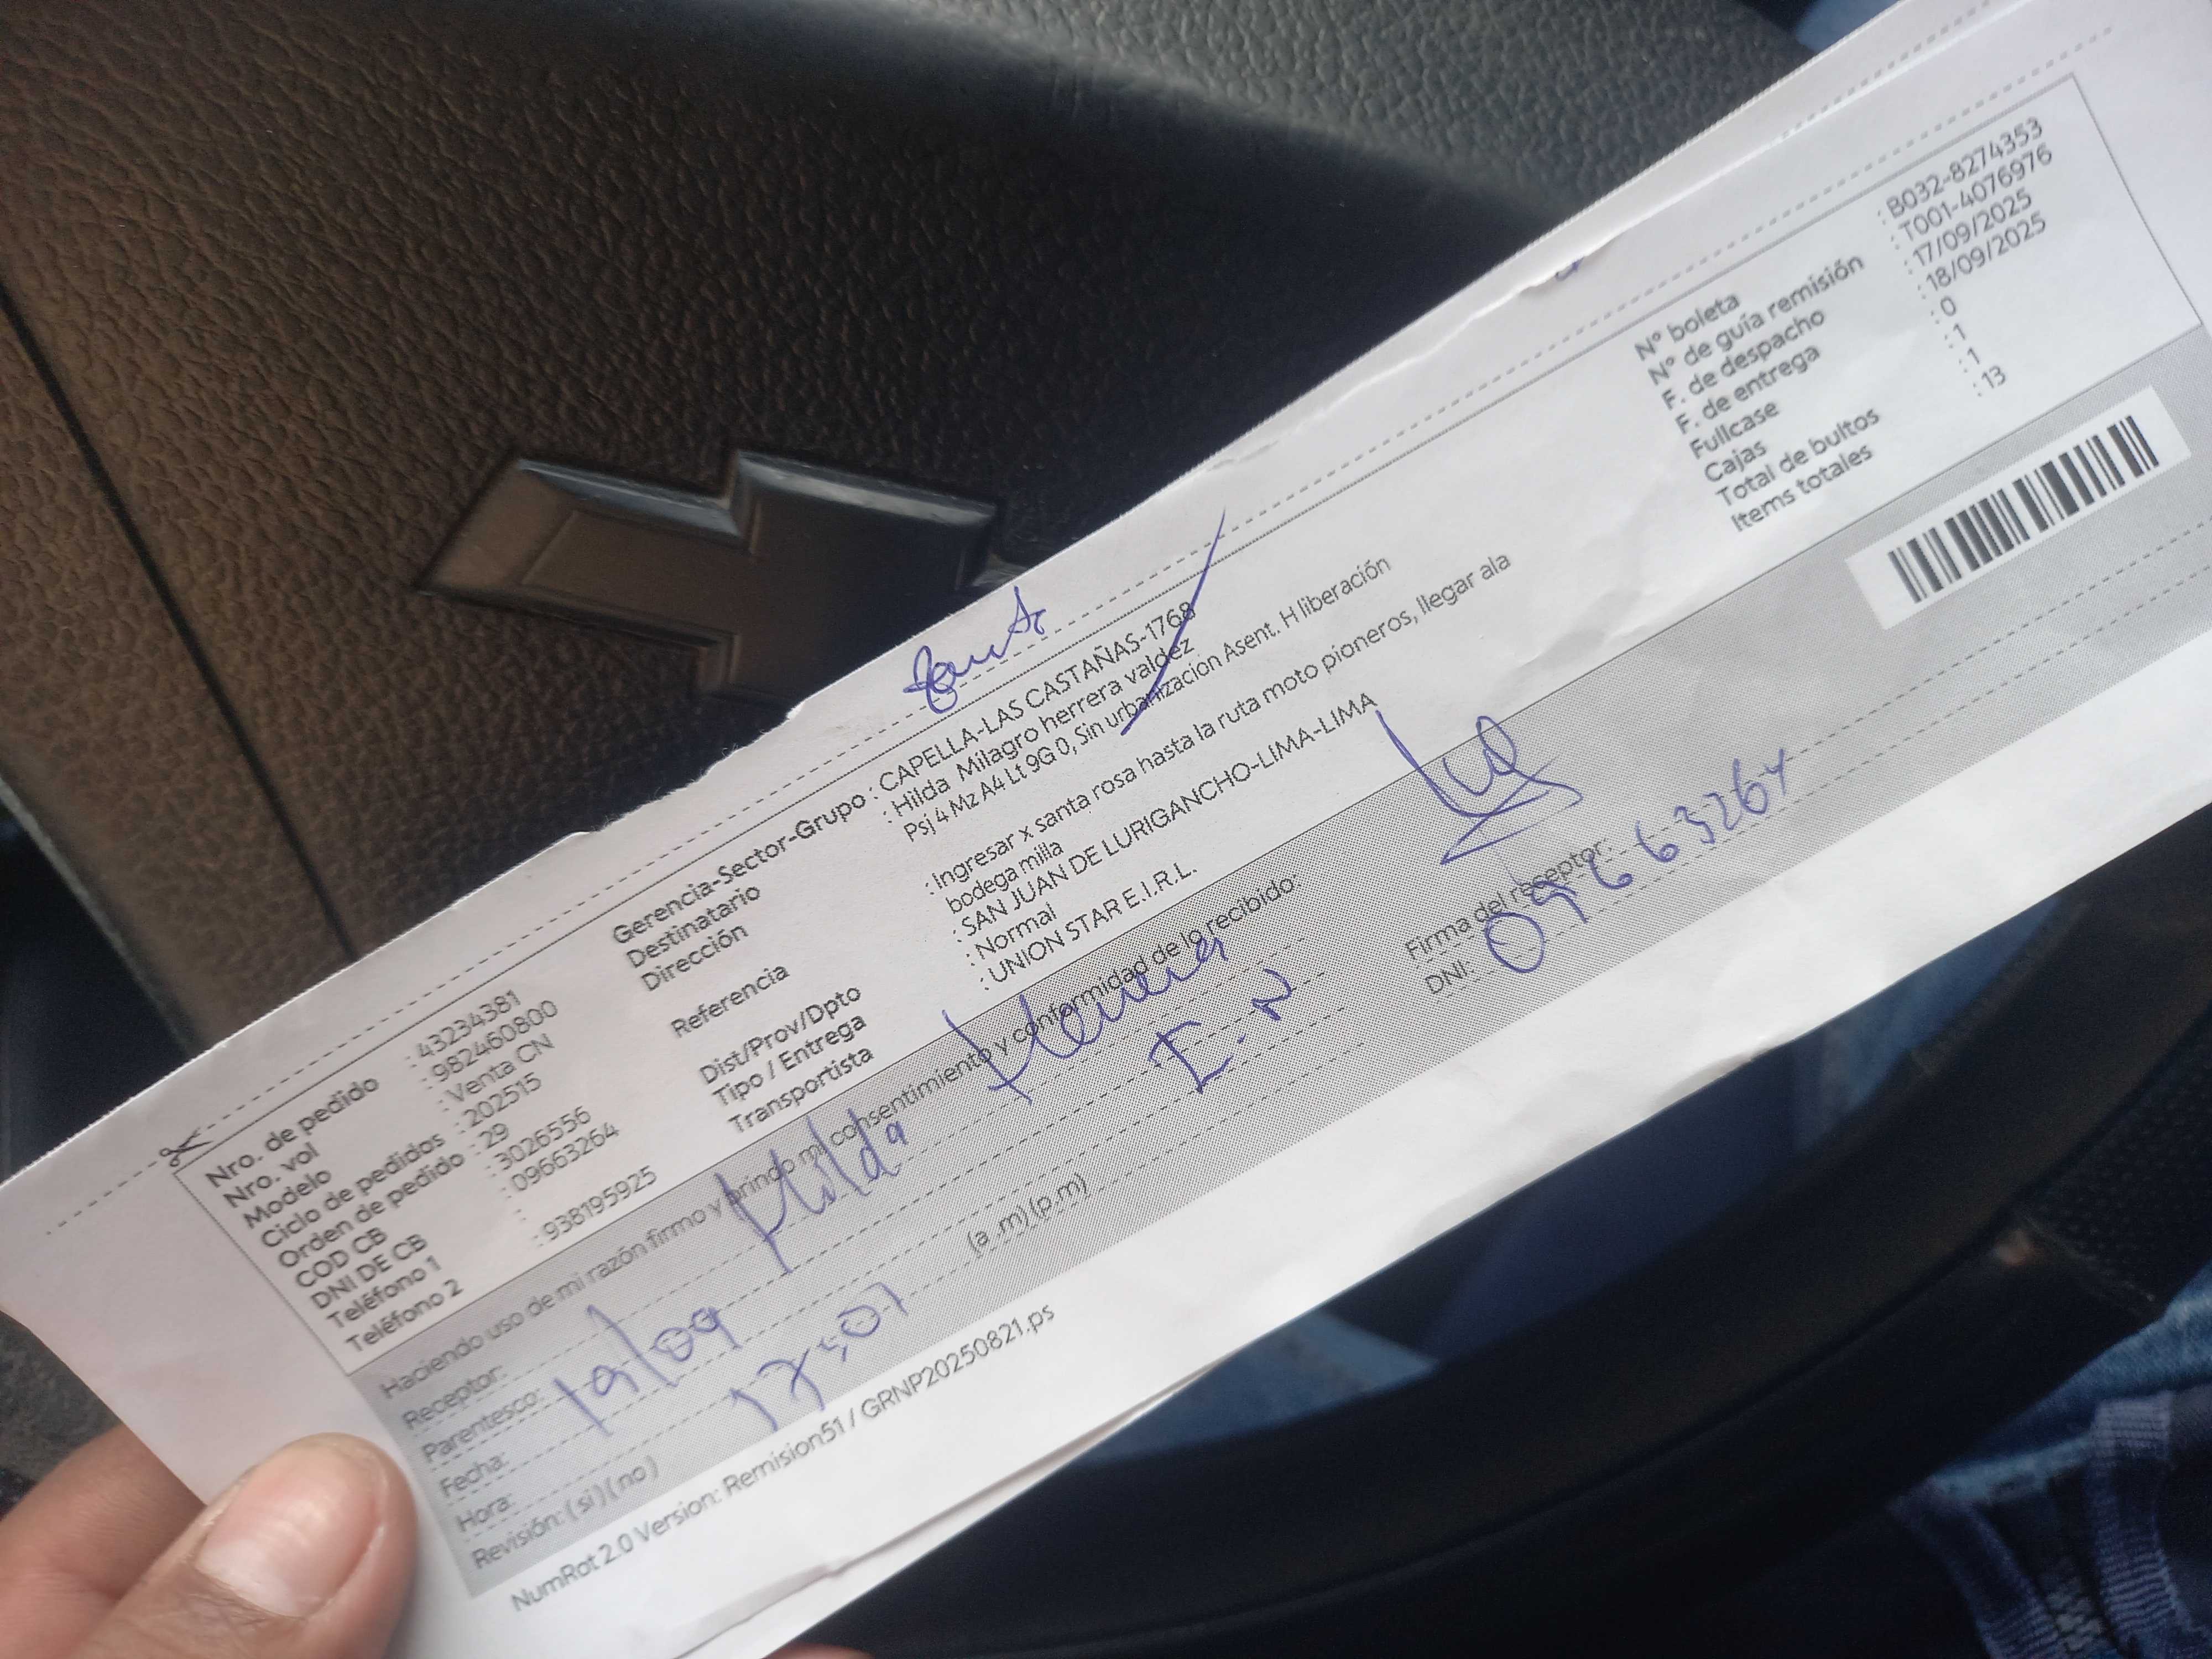 Nro. de pedido : 43234381
Nro. vol : 982460800
Modelo : Venta CN
Ciclo de pedidos : 202515
Orden de pedido : 29
COD CB : 3026556
DNI DE CB : 09663264
Teléfono 1 :
Teléfono 2 : 938195925
Gerencia-Sector-Grupo : CAPELLA-LAS CASTAÑAS-1768
Destinatario : Hilda Milagro herrera valdez
Dirección Psj 4 Mz A4 Lt 9G 0, Sin urbanizacion Asent. H liberación
Referencia : Ingresar x santa rosa hasta la ruta moto pioneros, llegar ala
bodega milla
Dist/Prov/Dpto : SAN JUAN DE LURIGANCHO-LIMA-LIMA
Tipo / Entrega : Normal
Transportista : UNION STAR E.I.R.L.
N° boleta : B032-8274353
N° de guía remisión : T001-4076976
F. de despacho : 17/09/2025
F. de entrega : 18/09/2025
Fullcase : 0
Cajas : 1
Total de bultos : 1
Items totales : 13
Haciendo uso de mi razón firmo y brindo mi consentimiento y conformidad de lo recibido:
Receptor: Hilda Herrera
Parentesco:
Fecha: 19/09
Hora: 17:07 (a .m) (p.m)
Revisión: ( si ) ( no )
Firma del receptor:
DNI: 09663264
NumRot 2.0 Version: Remision51 / GRNP20250821.ps